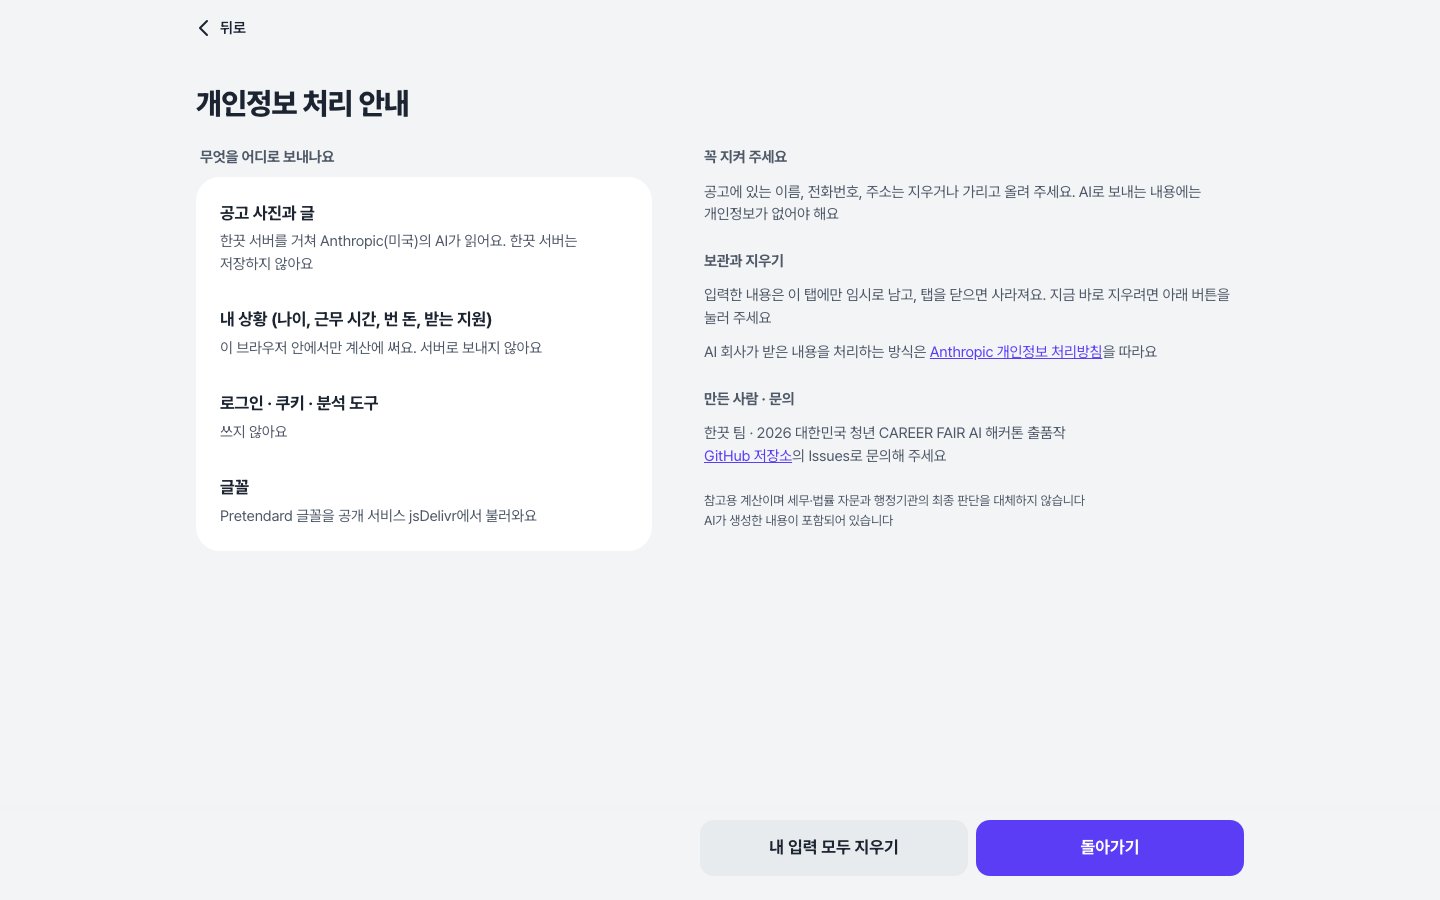 뒤로
개인정보 처리 안내
무엇을 어디로 보내나요
공고 사진과 글
한끗 서버를 거쳐 Anthropic(미국)의 AI가 읽어요. 한끗 서버는
저장하지 않아요
내 상황 (나이, 근무 시간, 번 돈, 받는 지원)
이 브라우저 안에서만 계산에 써요. 서버로 보내지 않아요
로그인 · 쿠키 · 분석 도구
쓰지 않아요
글꼴
Pretendard 글꼴을 공개 서비스 jsDelivr에서 불러와요
꼭 지켜 주세요
공고에 있는 이름, 전화번호, 주소는 지우거나 가리고 올려 주세요. AI로 보내는 내용에는
개인정보가 없어야 해요
보관과 지우기
입력한 내용은 이 탭에만 임시로 남고, 탭을 닫으면 사라져요. 지금 바로 지우려면 아래 버튼을
눌러 주세요
AI 회사가 받은 내용을 처리하는 방식은 Anthropic 개인정보 처리방침을 따라요
만든 사람 · 문의
한끗 팀 · 2026 대한민국 청년 CAREER FAIR AI 해커톤 출품작
GitHub 저장소의 Issues로 문의해 주세요
참고용 계산이며 세무·법률 자문과 행정기관의 최종 판단을 대체하지 않습니다
AI가 생성한 내용이 포함되어 있습니다
내 입력 모두 지우기
돌아가기